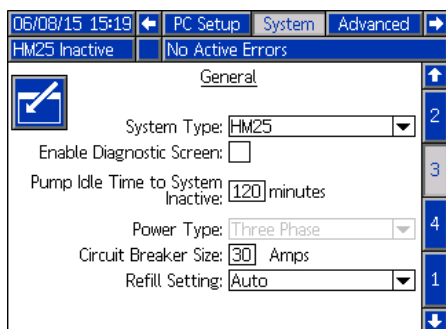 06/08/15 15:19 PC Setup System Advanced
HM25 Inactive No Active Errors
General
System Type: HM25
Enable Diagnostic Screen:
Pump Idle Time to System
Inactive: 120 minutes
Power Type: Three Phase
Circuit Breaker Size: 30 Amps
Refill Setting: Auto
2
3
4
1